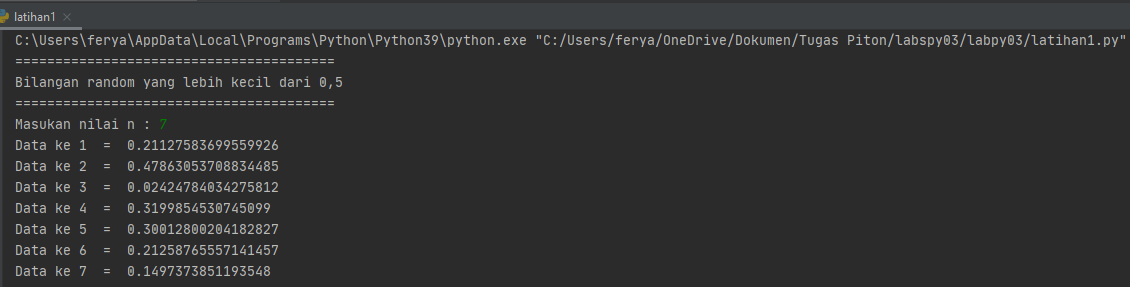 latihan1
C:\Users\ferya\AppData\Local\Programs\Python\Python39\python.exe "C:/Users/ferya/OneDrive/Dokumen/Tugas Piton/labspy03/labpy03/latihan1.py"
========================================
Bilangan random yang lebih kecil dari 0,5
========================================
Masukan nilai n : 7
Data ke 1  =  0.21127583699559926
Data ke 2  =  0.47863053708834485
Data ke 3  =  0.02424784034275812
Data ke 4  =  0.3199854530745099
Data ke 5  =  0.30012800204182827
Data ke 6  =  0.21258765557141457
Data ke 7  =  0.1497373851193548